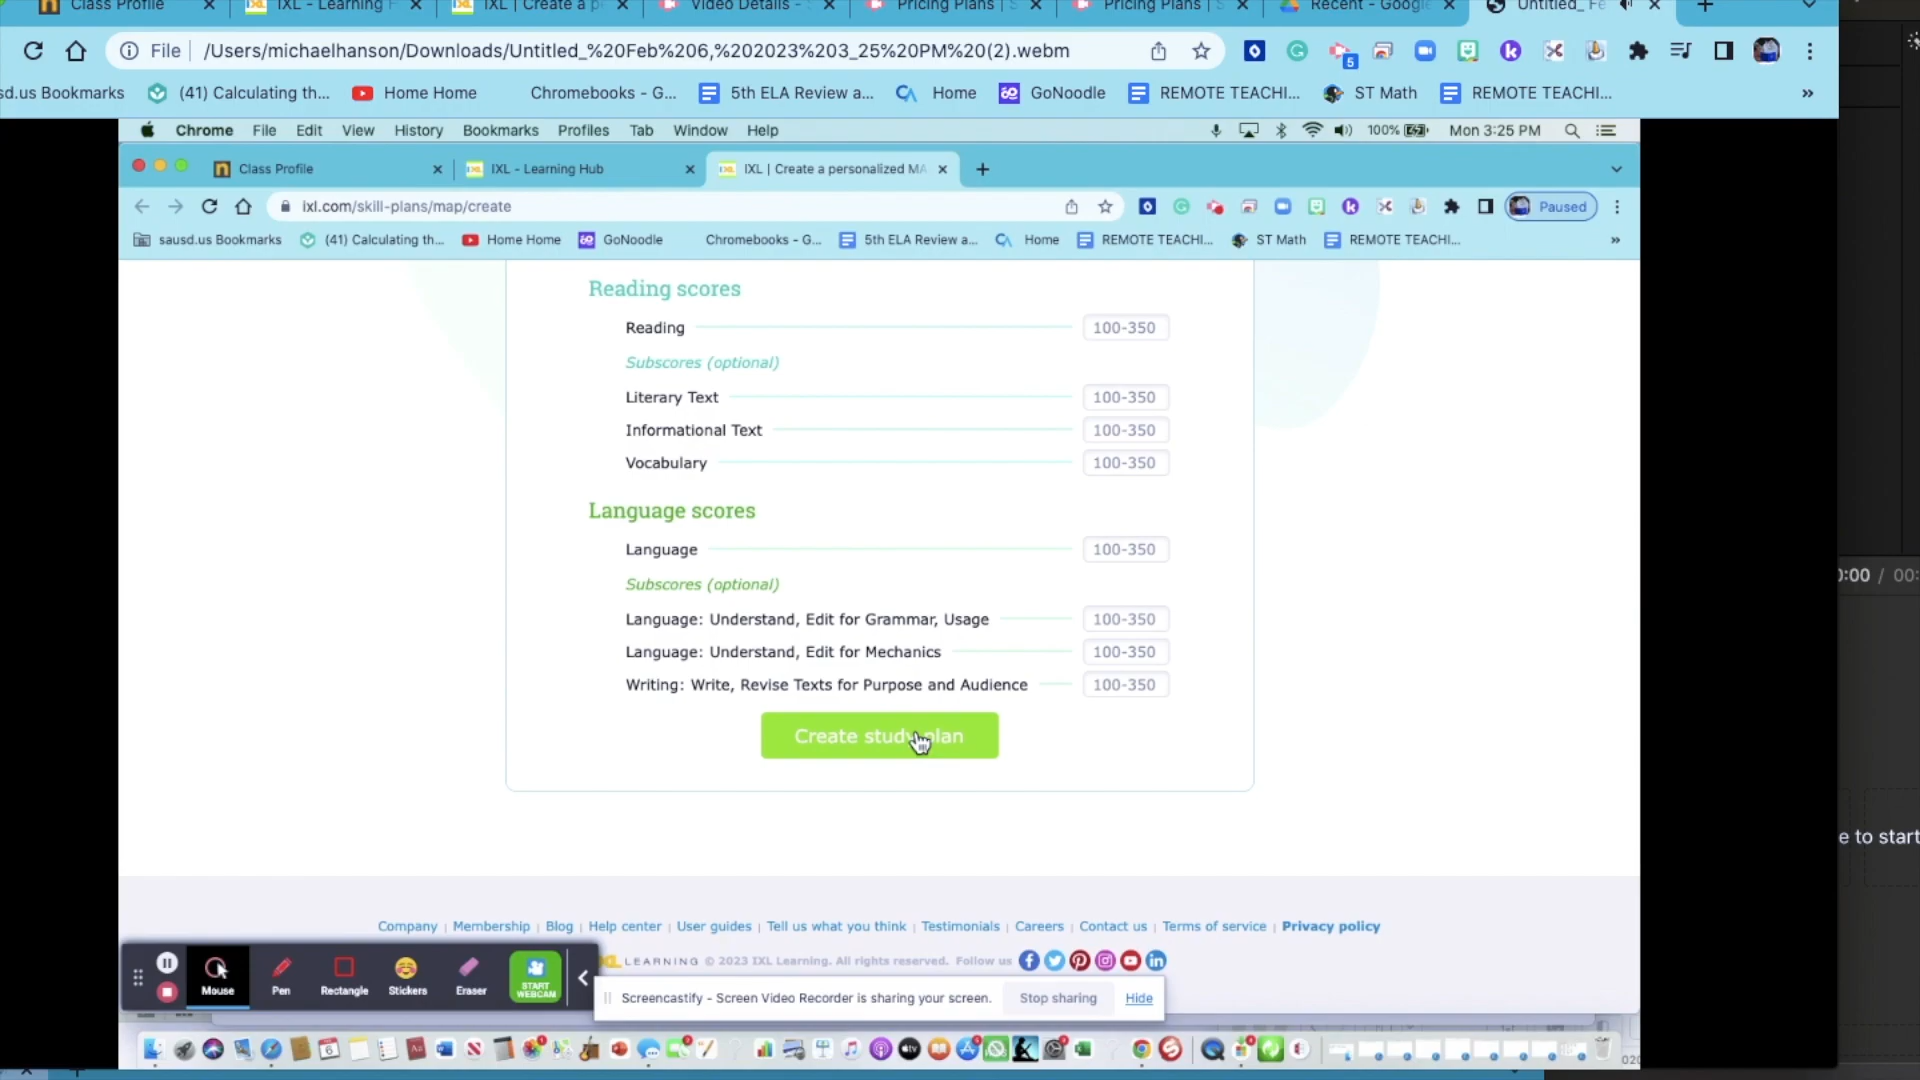 Class Profile
IXL - Learning
IXL | Create a p
Video Details -
Pricing Plans |
Pricing Plans |
Recent - Google
Untitled_ Fe
File
/Users/michaelhanson/Downloads/Untitled_%20Feb%206,%202023%203_25%20PM%20(2).webm
5
sd.us Bookmarks
(41) Calculating th...
Home Home
Chromebooks - G...
5th ELA Review a...
Home
GoNoodle
REMOTE TEACHI...
ST Math
REMOTE TEACHI...
»
Chrome File Edit View History Bookmarks Profiles Tab Window Help
100%
Mon 3:25 PM
Class Profile
IXL - Learning Hub
IXL | Create a personalized MA
ixl.com/skill-plans/map/create
Paused
sausd.us Bookmarks
(41) Calculating th...
Home Home
GoNoodle
Chromebooks - G...
5th ELA Review a...
Home
REMOTE TEACHI...
ST Math
REMOTE TEACHI...
»
Reading scores
Reading 100-350
Subscores (optional)
Literary Text 100-350
Informational Text 100-350
Vocabulary 100-350
Language scores
Language 100-350
Subscores (optional)
Language: Understand, Edit for Grammar, Usage 100-350
Language: Understand, Edit for Mechanics 100-350
Writing: Write, Revise Texts for Purpose and Audience 100-350
Create study plan
0:00 / 00:
e to start
Company | Membership | Blog | Help center | User guides | Tell us what you think | Testimonials | Careers | Contact us | Terms of service | Privacy policy
LEARNING © 2023 IXL Learning. All rights reserved. Follow us
Mouse
Pen
Rectangle
Stickers
Eraser
START WEBCAM
Screencastify - Screen Video Recorder is sharing your screen.
Stop sharing
Hide